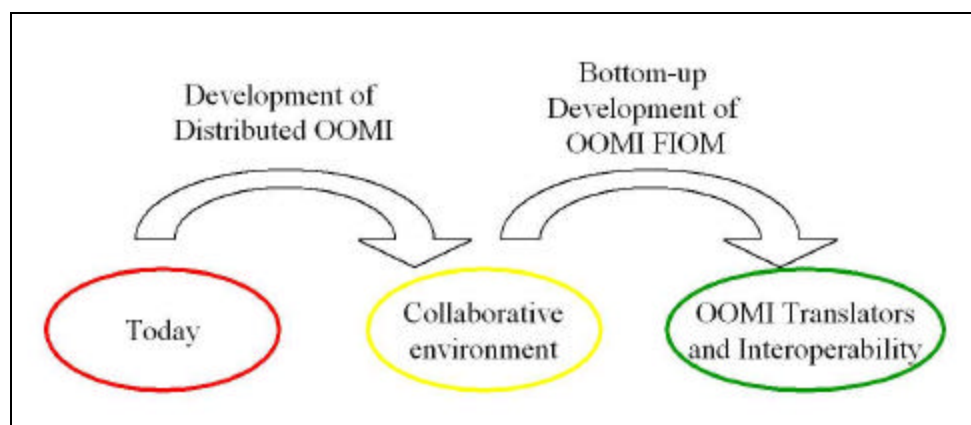 Development of
Distributed OOMI
Bottom-up
Development of
OOMI FIOM
Today
Collaborative
environment
OOMI Translators
and Interoperability